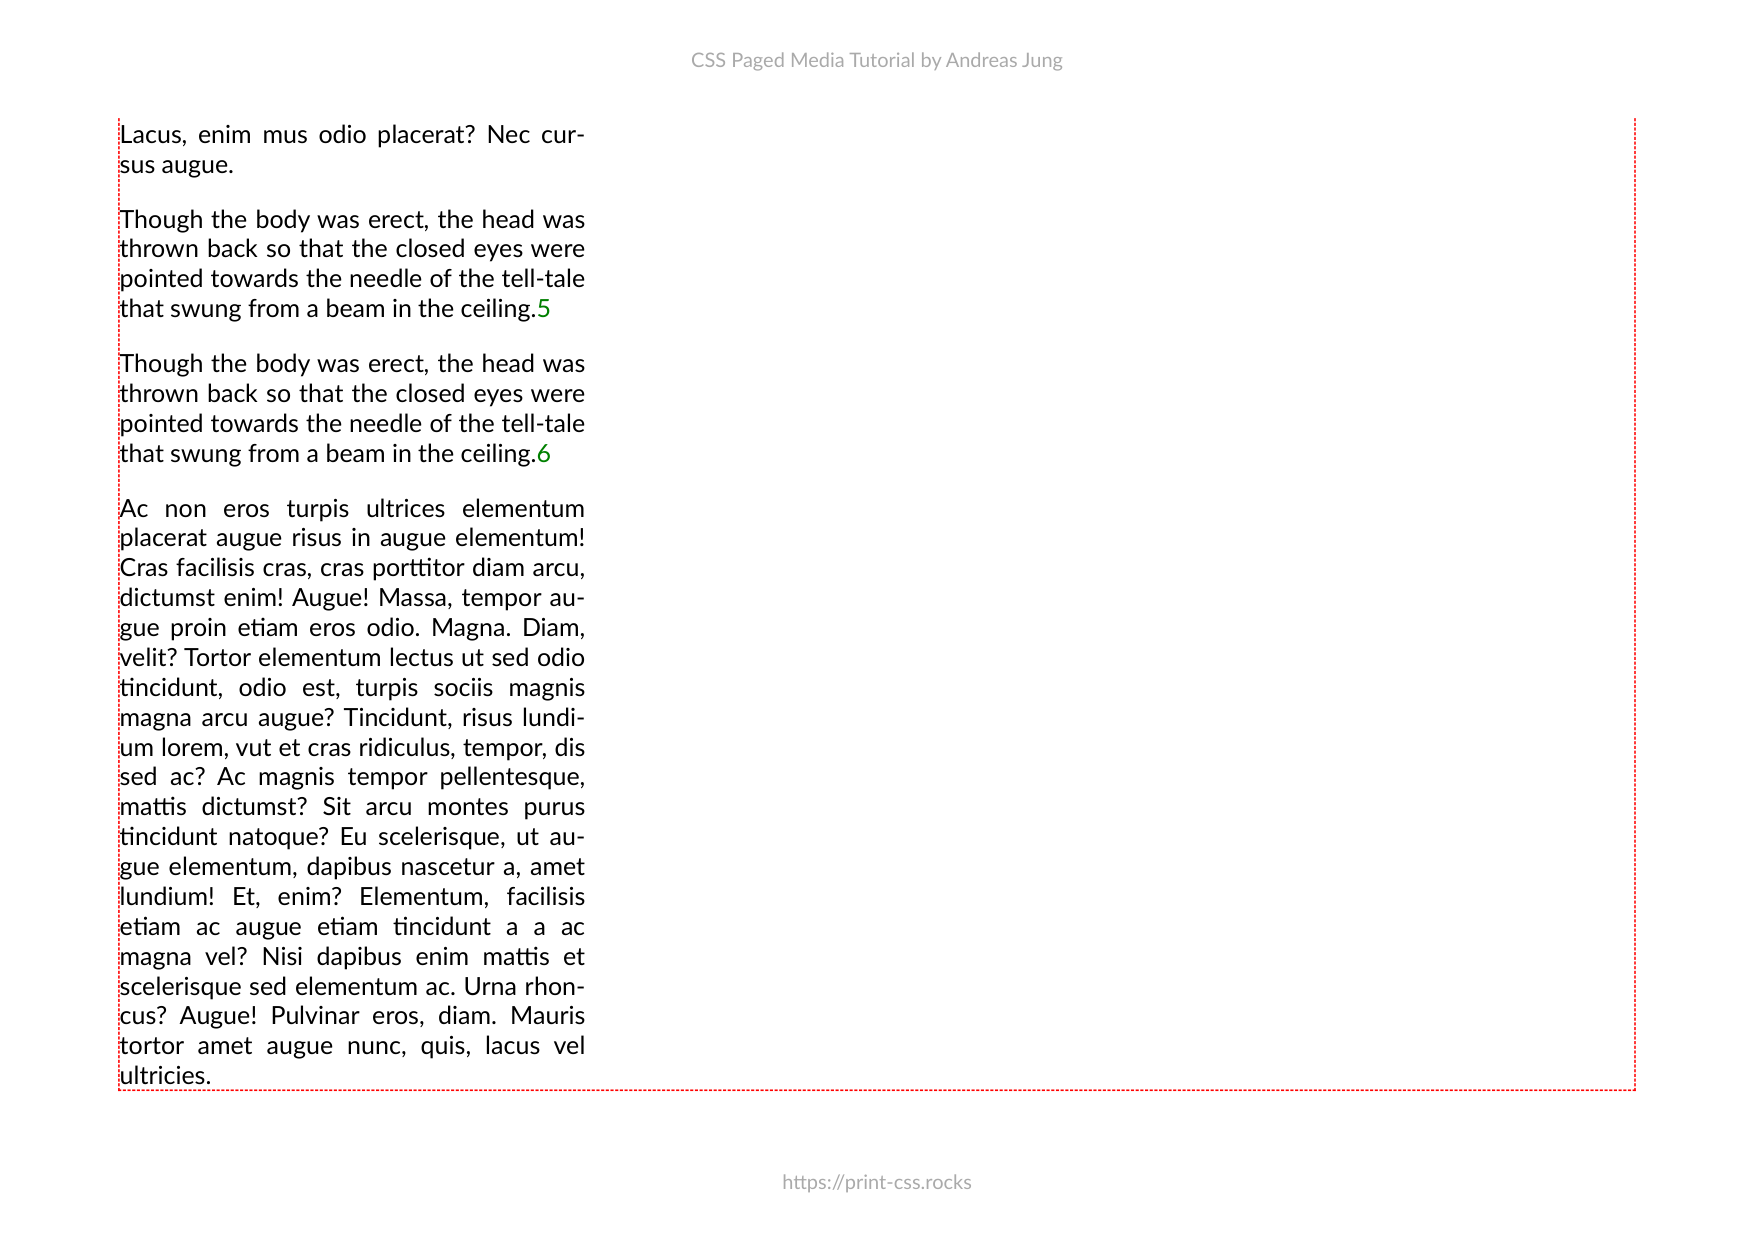 CSS Paged Media Tutorial by Andreas Jung
Lacus, enim mus odio placerat? Nec cur-
sus augue.
Though the body was erect, the head was
thrown back so that the closed eyes were
pointed towards the needle of the tell-tale
that swung from a beam in the ceiling.5
Though the body was erect, the head was
thrown back so that the closed eyes were
pointed towards the needle of the tell-tale
that swung from a beam in the ceiling.6
Ac non eros turpis ultrices elementum
placerat augue risus in augue elementum!
Cras facilisis cras, cras porttitor diam arcu,
dictumst enim! Augue! Massa, tempor au-
gue proin etiam eros odio. Magna. Diam,
velit? Tortor elementum lectus ut sed odio
tincidunt, odio est, turpis sociis magnis
magna arcu augue? Tincidunt, risus lundi-
um lorem, vut et cras ridiculus, tempor, dis
sed ac? Ac magnis tempor pellentesque,
mattis dictumst? Sit arcu montes purus
tincidunt natoque? Eu scelerisque, ut au-
gue elementum, dapibus nascetur a, amet
lundium! Et, enim? Elementum, facilisis
etiam ac augue etiam tincidunt a a ac
magna vel? Nisi dapibus enim mattis et
scelerisque sed elementum ac. Urna rhon-
cus? Augue! Pulvinar eros, diam. Mauris
tortor amet augue nunc, quis, lacus vel
ultricies.
https://print-css.rocks